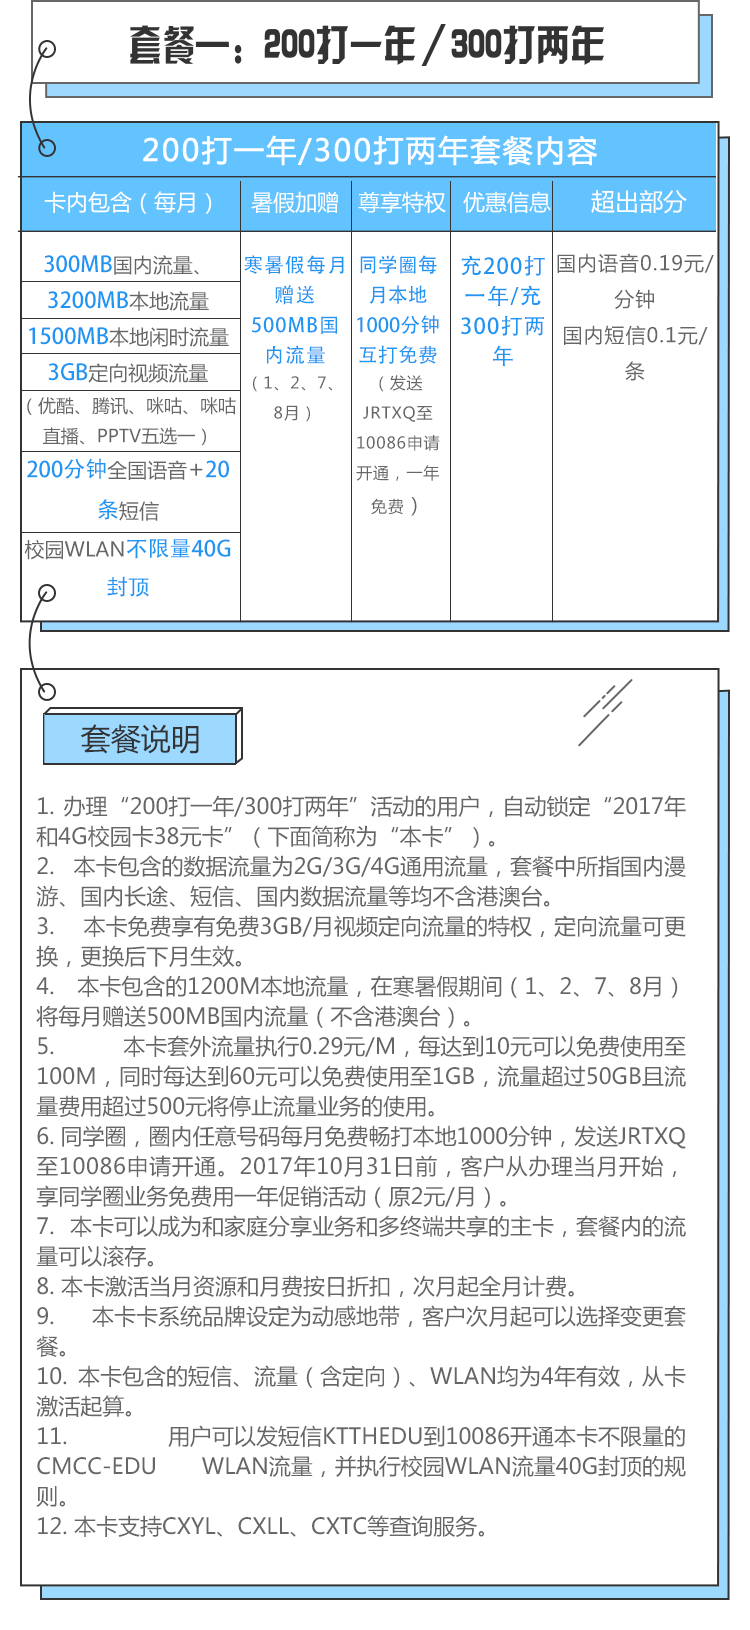 套餐一：200打一年/300打两年
200打一年/300打两年套餐内容
卡内包含（每月）
暑假加赠
尊享特权
优惠信息
超出部分
300MB国内流量、
3200MB本地流量
1500MB本地闲时流量
3GB定向视频流量
（优酷、腾讯、咪咕、咪咕
直播、PPTV五选一）
200分钟全国语音+20
条短信
校园WLAN不限量40G
封顶
寒暑假每月
赠送
500MB国
内流量
（1、2、7、
8月）
同学圈每
月本地
1000分钟
互打免费
（发送
JRTXQ至
10086申请
开通，一年
免费）
充200打
一年/充
300打两
年
国内语音0.19元/
分钟
国内短信0.1元/
条
套餐说明
1. 办理“200打一年/300打两年”活动的用户，自动锁定“2017年
和4G校园卡38元卡”（下面简称为“本卡”）。
2. 本卡包含的数据流量为2G/3G/4G通用流量，套餐中所指国内漫
游、国内长途、短信、国内数据流量等均不含港澳台。
3. 本卡免费享有免费3GB/月视频定向流量的特权，定向流量可更
换，更换后下月生效。
4. 本卡包含的1200M本地流量，在寒暑假期间（1、2、7、8月）
将每月赠送500MB国内流量（不含港澳台）。
5. 本卡套外流量执行0.29元/M，每达到10元可以免费使用至
100M，同时每达到60元可以免费使用至1GB，流量超过50GB且流
量费用超过500元将停止流量业务的使用。
6. 同学圈，圈内任意号码每月免费畅打本地1000分钟，发送JRTXQ
至10086申请开通。2017年10月31日前，客户从办理当月开始，
享同学圈业务免费用一年促销活动（原2元/月）。
7. 本卡可以成为和家庭分享业务和多终端共享的主卡，套餐内的流
量可以滚存。
8. 本卡激活当月资源和月费按日折扣，次月起全月计费。
9. 本卡卡系统品牌设定为动感地带，客户次月起可以选择变更套
餐。
10. 本卡包含的短信、流量（含定向）、WLAN均为4年有效，从卡
激活起算。
11. 用户可以发短信KTTHEDU到10086开通本卡不限量的
CMCC-EDU WLAN流量，并执行校园WLAN流量40G封顶的规
则。
12. 本卡支持CXYL、CXLL、CXTC等查询服务。